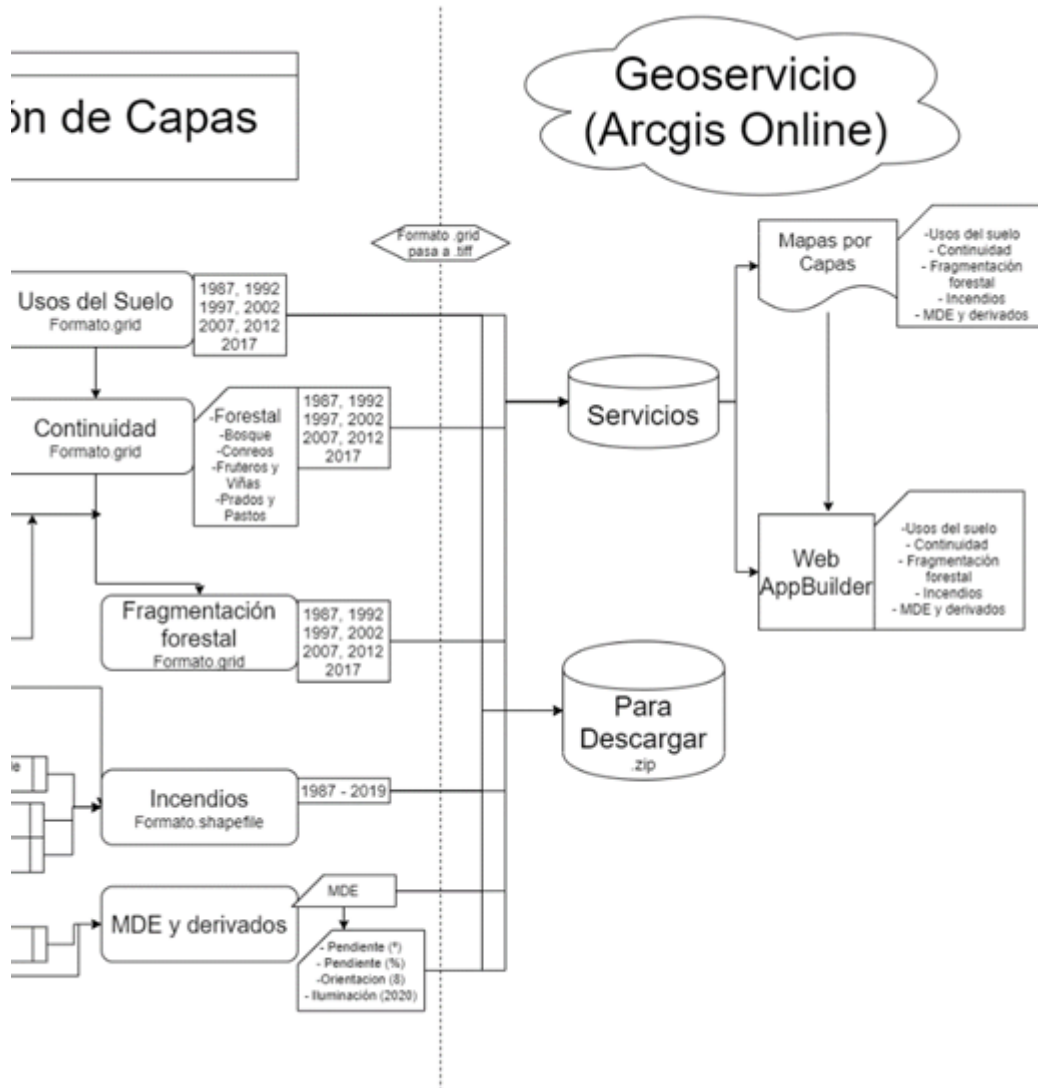 ón de Capas
Geoservicio
(Arcgis Online)
Formato .grid
pasa a .tiff
Usos del Suelo
Formato.grid
1987, 1992
1997, 2002
2007, 2012
2017
Continuidad
Formato.grid
-Forestal
-Bosque
-Conreos
-Fruteros y
Viñas
-Prados y
Pastos
1987, 1992
1997, 2002
2007, 2012
2017
Fragmentación
forestal
Formato.grid
1987, 1992
1997, 2002
2007, 2012
2017
Incendios
Formato.shapefile
1987 - 2019
MDE y derivados
MDE
- Pendiente (°)
- Pendiente (%)
-Orientacion (8)
- Iluminación (2020)
Servicios
Para
Descargar
.zip
Mapas por
Capas
-Usos del suelo
- Continuidad
- Fragmentación
forestal
- Incendios
- MDE y derivados
Web
AppBuilder
-Usos del suelo
- Continuidad
- Fragmentación
forestal
- Incendios
- MDE y derivados